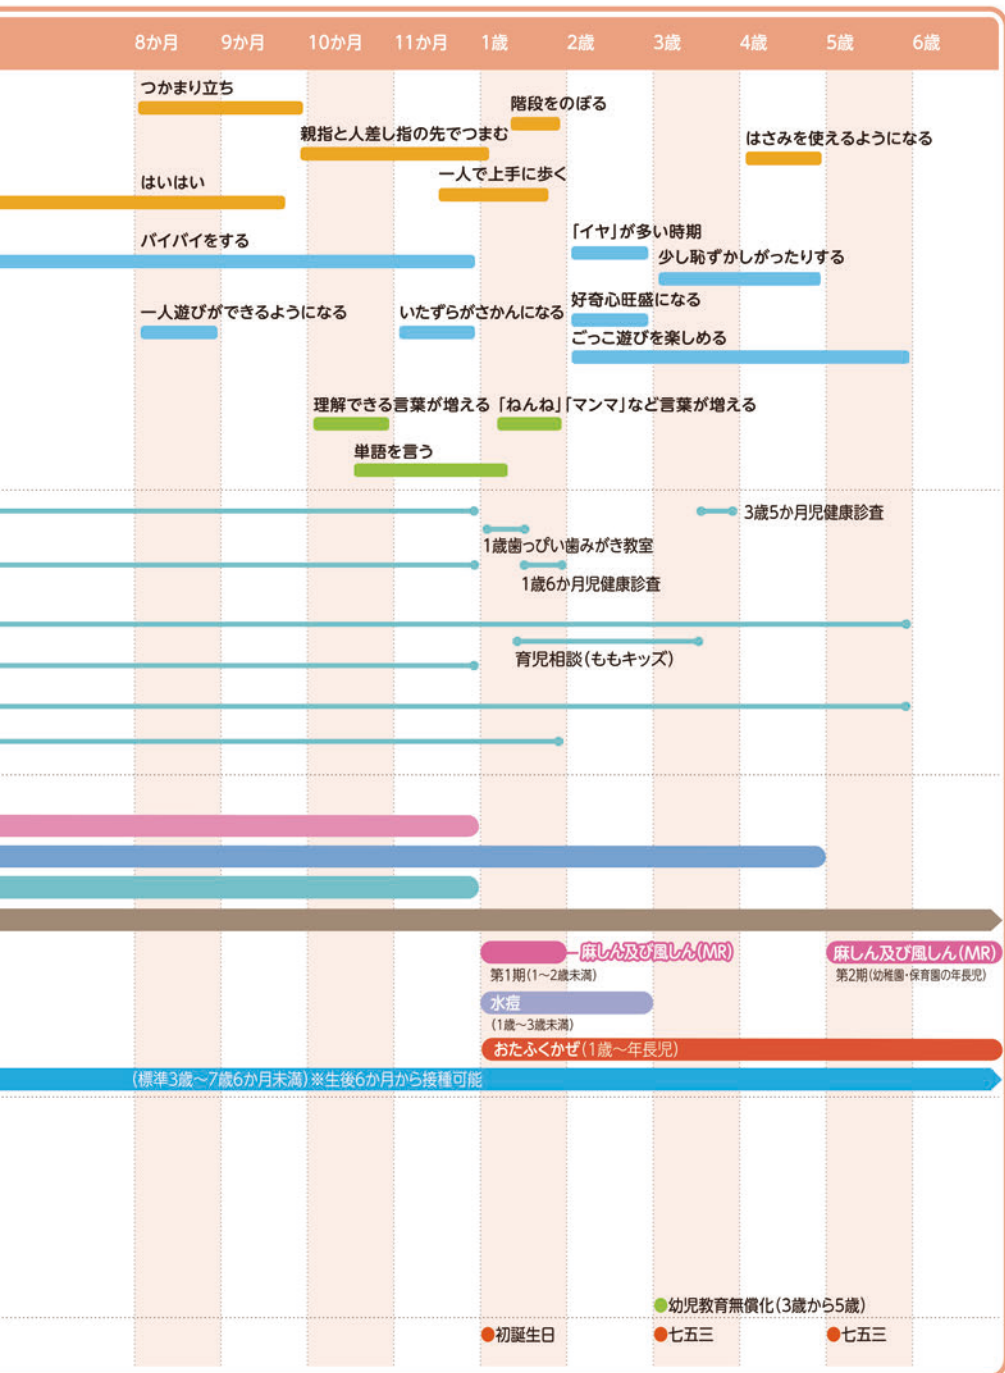 8か月 9か月 10か月 11か月 1歳 2歳 3歳 4歳 5歳 6歳
つかまり立ち
階段をのぼる
親指と人差し指の先でつまむ
はさみを使えるようになる
一人で上手に歩く
はいはい
「イヤ」が多い時期
バイバイをする
少し恥ずかしがったりする
好奇心旺盛になる
一人遊びができるようになる
いたずらがさかんになる
ごっこ遊びを楽しめる
理解できる言葉が増える
「ねんね」「マンマ」など言葉が増える
単語を言う
3歳5か月児健康診査
1歳歯っぴい歯みがき教室
1歳6か月児健康診査
育児相談(ももキッズ)
麻しん及び風しん(MR)
第1期(1〜2歳未満)
麻しん及び風しん(MR)
第2期(幼稚園・保育園の年長児)
水痘
(1歳〜3歳未満)
おたふくかぜ(1歳〜年長児)
(標準3歳〜7歳6か月未満)※生後6か月から接種可能
幼児教育無償化(3歳から5歳)
初誕生日
七五三
七五三